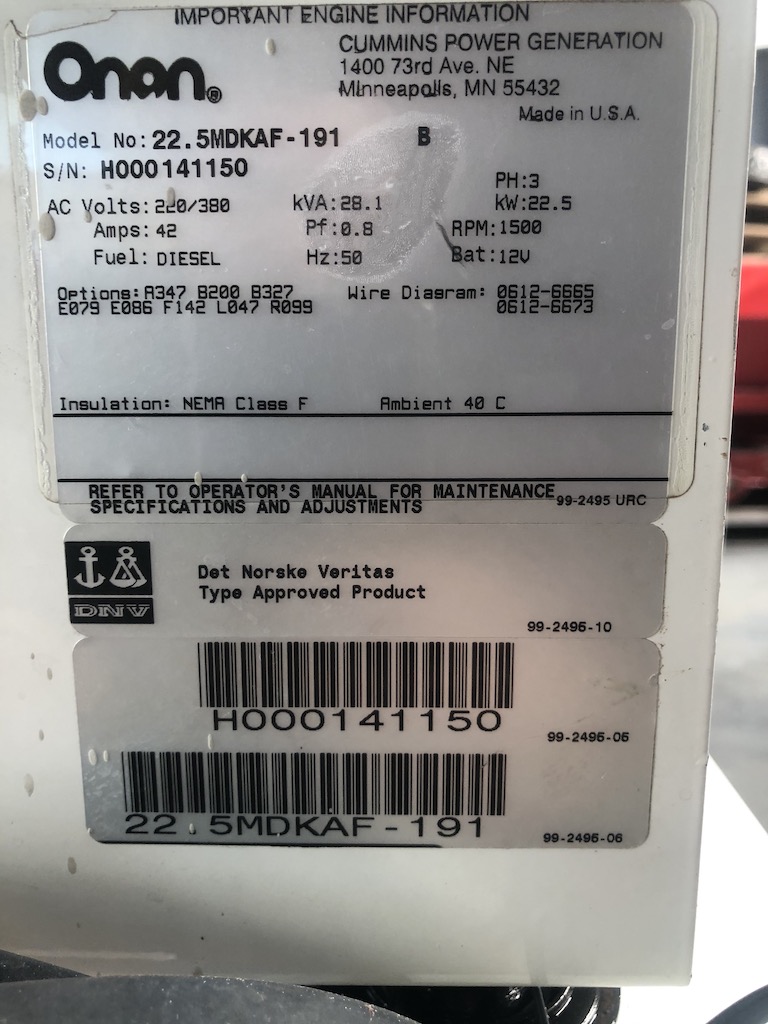 IMPORTANT ENGINE INFORMATION
Onan®
CUMMINS POWER GENERATION
1400 73rd Ave. NE
Minneapolis, MN 55432
Made in U.S.A.
Model No: 22.5MDKAF-191 B
S/N: H000141150
PH:3
AC Volts: 220/380 kVA:28.1 kW:22.5
Amps: 42 Pf:0.8 RPM:1500
Fuel: DIESEL Hz:50 Bat:12V
Options: A347 B200 B327 Wire Diagram: 0612-6665
E079 E086 F142 L047 R099 0612-6673
Insulation: NEMA Class F Ambient 40 C
REFER TO OPERATOR'S MANUAL FOR MAINTENANCE
SPECIFICATIONS AND ADJUSTMENTS 99-2495 URC
DNV
Det Norske Veritas
Type Approved Product
99-2496-10
H000141150
99-2496-05
22.5MDKAF-191
99-2496-06